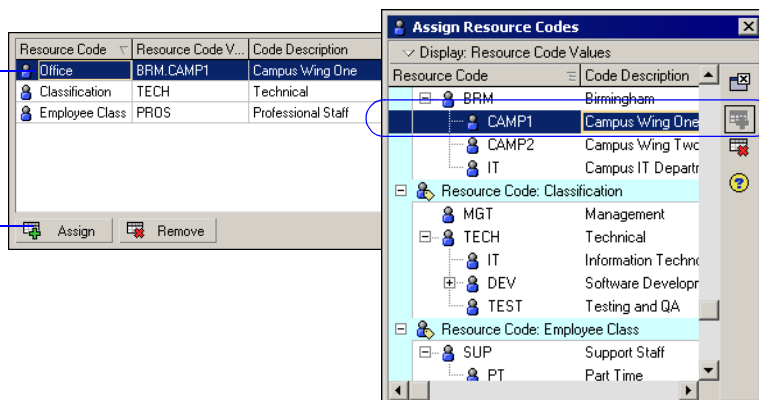 Resource Code Resource Code V... Code Description
Office BRM.CAMP1 Campus Wing One
Classification TECH Technical
Employee Class PROS Professional Staff
Assign Remove
Assign Resource Codes
Display: Resource Code Values
Resource Code Code Description
BRM Birmingham
CAMP1 Campus Wing One
CAMP2 Campus Wing Two
IT Campus IT Departm
Resource Code: Classification
MGT Management
TECH Technical
IT Information Techno
DEV Software Developm
TEST Testing and QA
Resource Code: Employee Class
SUP Support Staff
PT Part Time